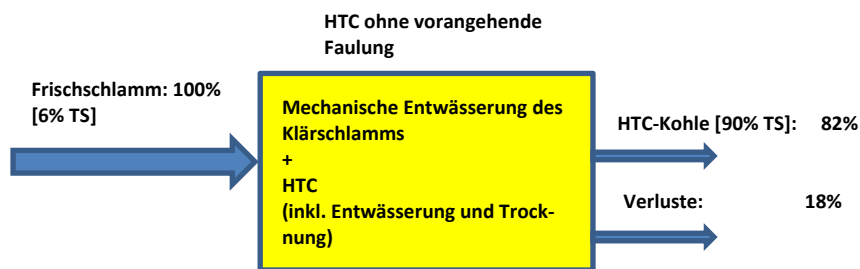 HTC ohne vorangehende
Faulung
Frischschlamm: 100%
[6% TS]
Mechanische Entwässerung des
Klärschlamms
+
HTC
(inkl. Entwässerung und Trock-
nung)
HTC-Kohle [90% TS]: 82%
Verluste: 18%